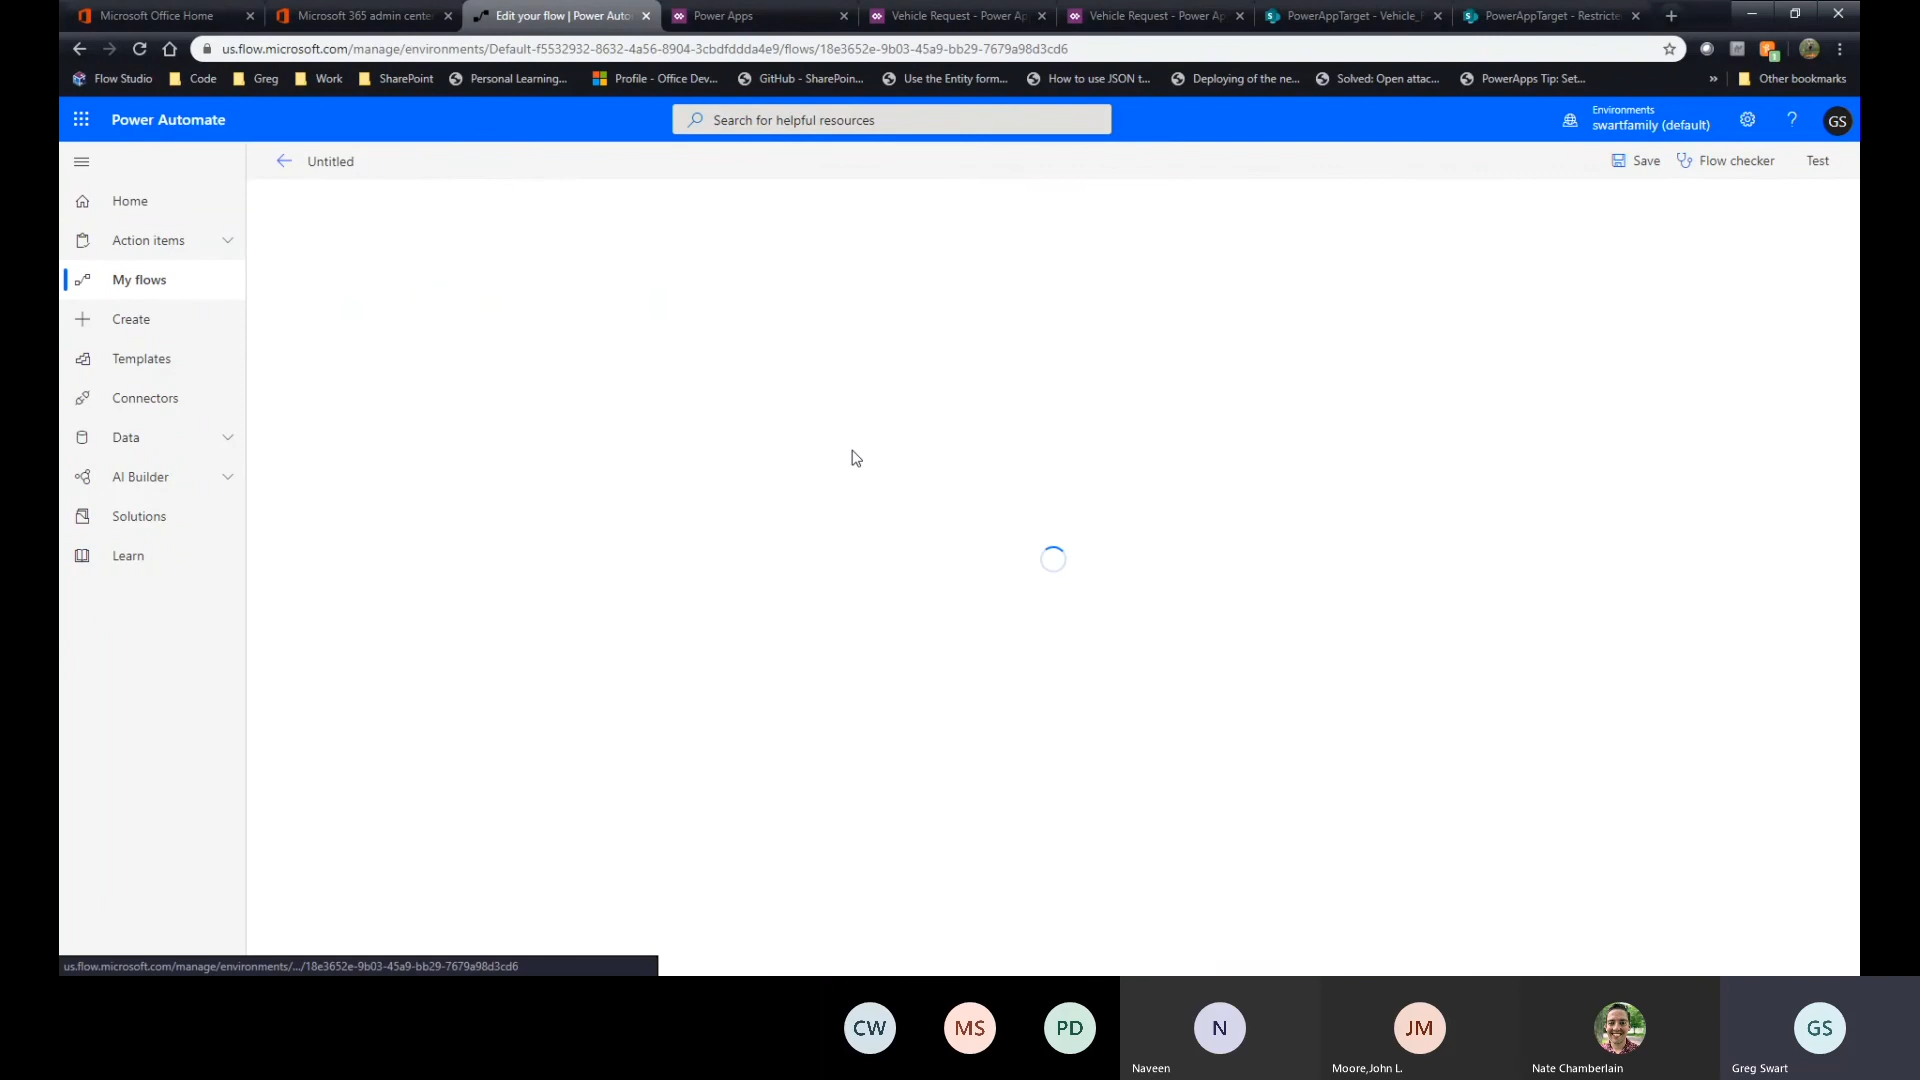 Microsoft Office Home
Microsoft 365 admin cente
Edit your flow | Power Auto
Power Apps
Vehicle Request - Power Ap
Vehicle Request - Power Ap
PowerAppTarget - Vehicle_
PowerAppTarget - Restricte
us.flow.microsoft.com/manage/environments/Default-f5532932-8632-4a56-8904-3cbdfddda4e9/flows/18e3652e-9b03-45a9-bb29-7679a98d3cd6
Flow Studio
Code
Greg
Work
SharePoint
Personal Learning...
Profile - Office Dev...
GitHub - SharePoin...
Use the Entity form...
How to use JSON t...
Deploying of the ne...
Solved: Open attac...
PowerApps Tip: Set...
»
Other bookmarks
Power Automate
Search for helpful resources
Environments
swartfamily (default)
?
GS
Untitled
Save
Flow checker
Test
Home
Action items
My flows
Create
Templates
Connectors
Data
AI Builder
Solutions
Learn
us.flow.microsoft.com/manage/environments/.../18e3652e-9b03-45a9-bb29-7679a98d3cd6
CW
MS
PD
N
JM
GS
Naveen
Moore,John L.
Nate Chamberlain
Greg Swart